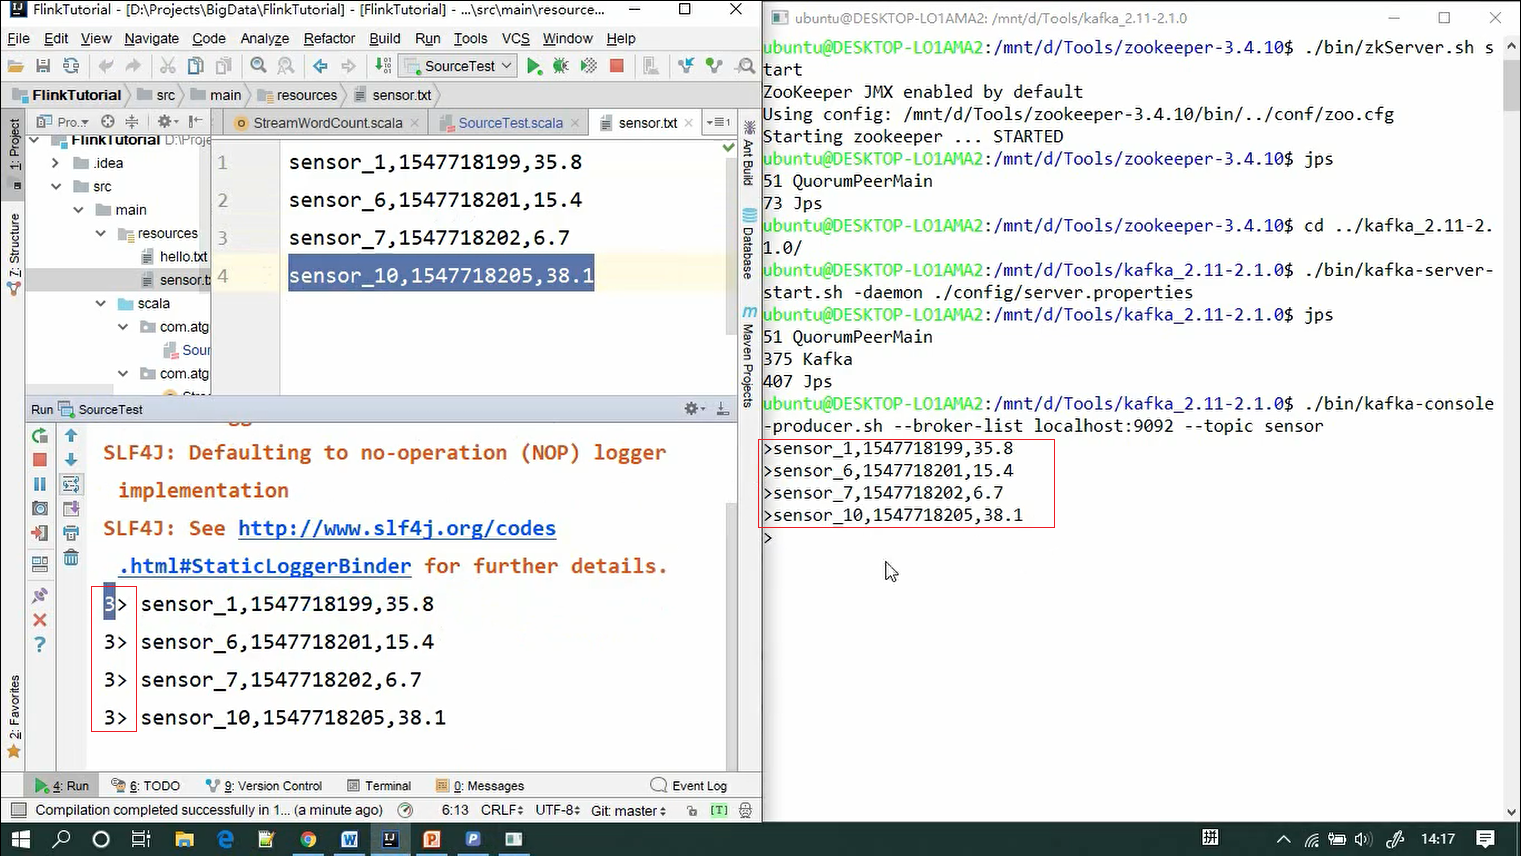 FlinkTutorial - [D:\Projects\BigData\FlinkTutorial] - [FlinkTutorial] - ...\src\main\resource...
File Edit View Navigate Code Analyze Refactor Build Run Tools VCS Window Help
SourceTest
FlinkTutorial src main resources sensor.txt
1: Project
7: Structure
2: Favorites
Pro..
FlinkTutorial D:\Proje
.idea
src
main
resources
hello.txt
sensor.t
scala
com.atg
Sour
com.atg
StreamWordCount.scala SourceTest.scala sensor.txt
1 sensor_1,1547718199,35.8
2 sensor_6,1547718201,15.4
3 sensor_7,1547718202,6.7
4 sensor_10,1547718205,38.1
Ant Build
Database
Maven Projects
Run SourceTest
SLF4J: Defaulting to no-operation (NOP) logger
implementation
SLF4J: See http://www.slf4j.org/codes
.html#StaticLoggerBinder for further details.
3> sensor_1,1547718199,35.8
3> sensor_6,1547718201,15.4
3> sensor_7,1547718202,6.7
3> sensor_10,1547718205,38.1
4: Run 6: TODO 9: Version Control Terminal 0: Messages Event Log
Compilation completed successfully in 1... (a minute ago) 6:13 CRLF UTF-8 Git: master [T]
ubuntu@DESKTOP-LO1AMA2: /mnt/d/Tools/kafka_2.11-2.1.0
ubuntu@DESKTOP-LO1AMA2:/mnt/d/Tools/zookeeper-3.4.10$ ./bin/zkServer.sh s
tart
ZooKeeper JMX enabled by default
Using config: /mnt/d/Tools/zookeeper-3.4.10/bin/../conf/zoo.cfg
Starting zookeeper ... STARTED
ubuntu@DESKTOP-LO1AMA2:/mnt/d/Tools/zookeeper-3.4.10$ jps
51 QuorumPeerMain
73 Jps
ubuntu@DESKTOP-LO1AMA2:/mnt/d/Tools/zookeeper-3.4.10$ cd ../kafka_2.11-2.
1.0/
ubuntu@DESKTOP-LO1AMA2:/mnt/d/Tools/kafka_2.11-2.1.0$ ./bin/kafka-server-
start.sh -daemon ./config/server.properties
ubuntu@DESKTOP-LO1AMA2:/mnt/d/Tools/kafka_2.11-2.1.0$ jps
51 QuorumPeerMain
375 Kafka
407 Jps
ubuntu@DESKTOP-LO1AMA2:/mnt/d/Tools/kafka_2.11-2.1.0$ ./bin/kafka-console
-producer.sh --broker-list localhost:9092 --topic sensor
>sensor_1,1547718199,35.8
>sensor_6,1547718201,15.4
>sensor_7,1547718202,6.7
>sensor_10,1547718205,38.1
>
拼 14:17